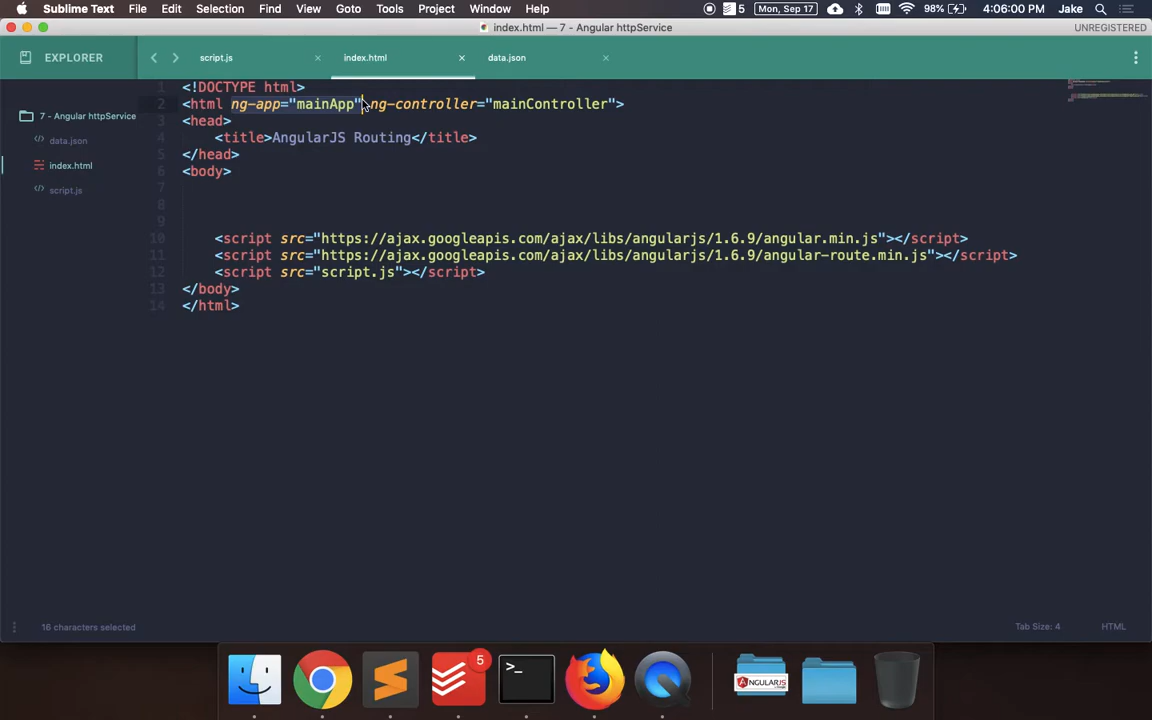 Sublime Text File Edit Selection Find View Goto Tools Project Window Help 5 Mon, Sep 17 98% 4:06:00 PM Jake
index.html — 7 - Angular httpService UNREGISTERED
EXPLORER
script.js × index.html × data.json ×
7 - Angular httpService
data.json
index.html
script.js
1 <!DOCTYPE html>
2 <html ng-app="mainApp" ng-controller="mainController">
3 <head>
4 <title>AngularJS Routing</title>
5 </head>
6 <body>
7
8
9
10 <script src="https://ajax.googleapis.com/ajax/libs/angularjs/1.6.9/angular.min.js"></script>
11 <script src="https://ajax.googleapis.com/ajax/libs/angularjs/1.6.9/angular-route.min.js"></script>
12 <script src="script.js"></script>
13 </body>
14 </html>
16 characters selected Tab Size: 4 HTML
5
>_
ANGULARJS